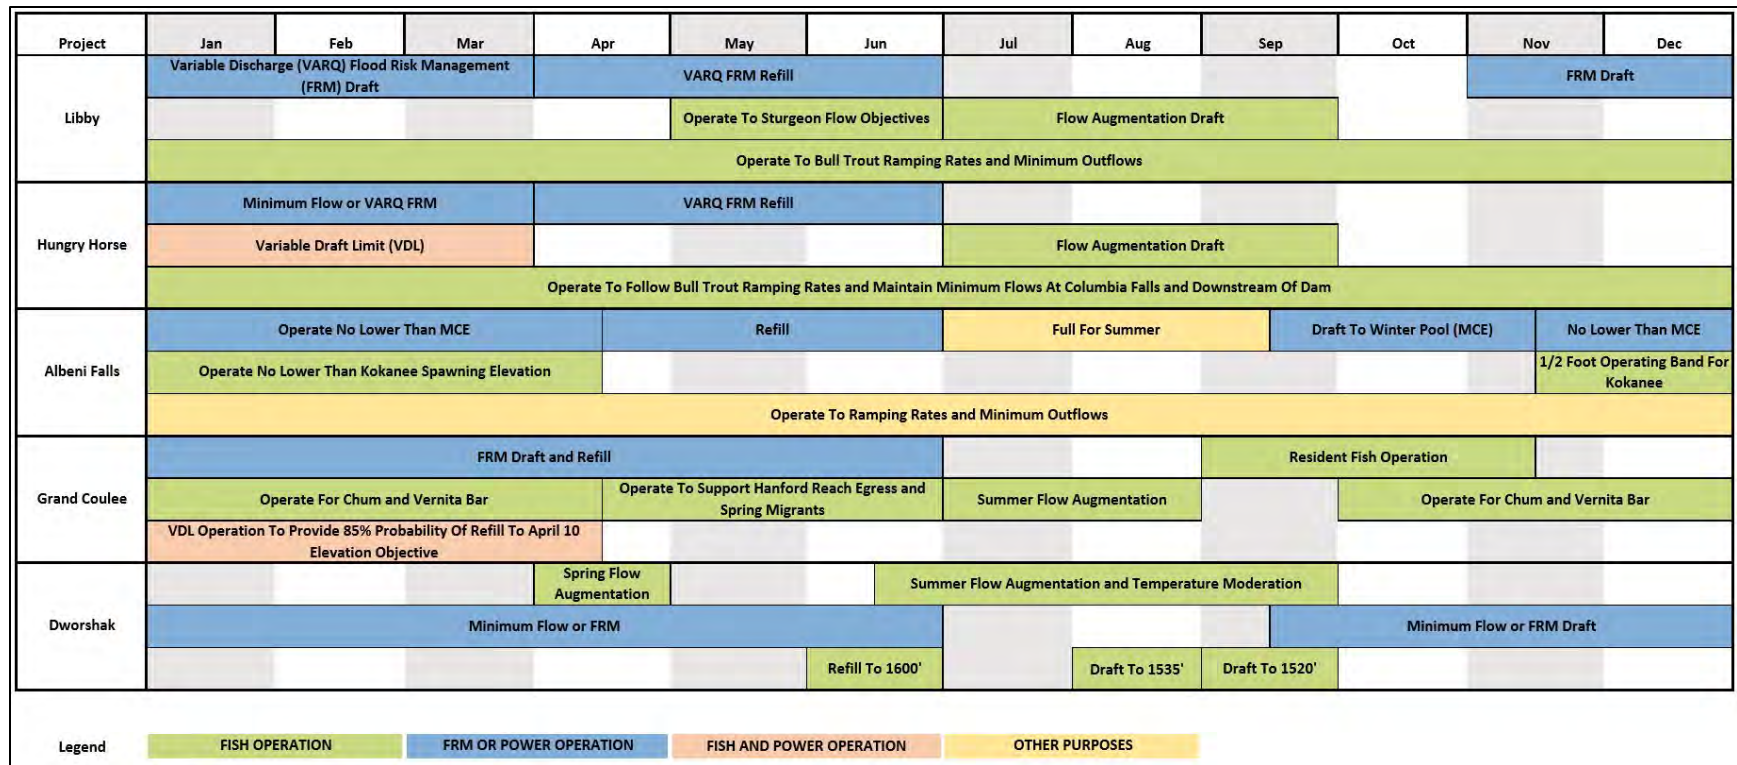 Project Jan Feb Mar Apr May Jun Jul Aug Sep Oct Nov Dec
Libby
Variable Discharge (VARQ) Flood Risk Management
(FRM) Draft
VARQ FRM Refill
FRM Draft
Operate To Sturgeon Flow Objectives
Flow Augmentation Draft
Operate To Bull Trout Ramping Rates and Minimum Outflows
Hungry Horse
Minimum Flow or VARQ FRM
VARQ FRM Refill
Variable Draft Limit (VDL)
Flow Augmentation Draft
Operate To Follow Bull Trout Ramping Rates and Maintain Minimum Flows At Columbia Falls and Downstream Of Dam
Albeni Falls
Operate No Lower Than MCE
Refill
Full For Summer
Draft To Winter Pool (MCE)
No Lower Than MCE
Operate No Lower Than Kokanee Spawning Elevation
1/2 Foot Operating Band For
Kokanee
Operate To Ramping Rates and Minimum Outflows
Grand Coulee
FRM Draft and Refill
Resident Fish Operation
Operate For Chum and Vernita Bar
Operate To Support Hanford Reach Egress and
Spring Migrants
Summer Flow Augmentation
Operate For Chum and Vernita Bar
VDL Operation To Provide 85% Probability Of Refill To April 10
Elevation Objective
Dworshak
Spring Flow
Augmentation
Summer Flow Augmentation and Temperature Moderation
Minimum Flow or FRM
Minimum Flow or FRM Draft
Refill To 1600'
Draft To 1535'
Draft To 1520'
Legend
FISH OPERATION
FRM OR POWER OPERATION
FISH AND POWER OPERATION
OTHER PURPOSES